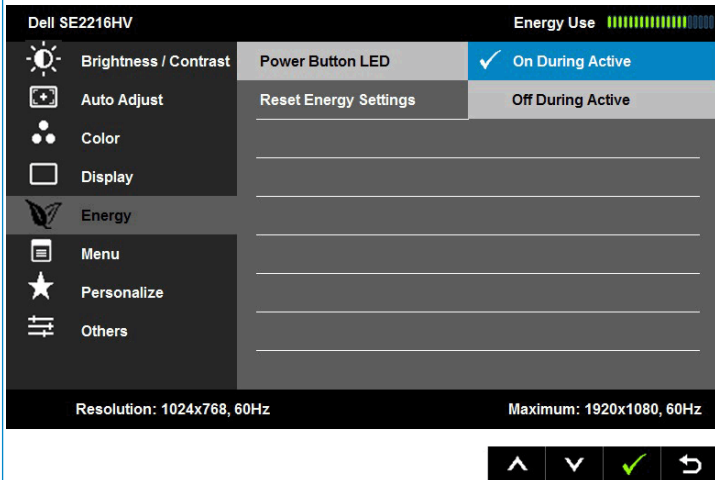 Dell SE2216HV Energy Use
Brightness / Contrast Power Button LED On During Active
Auto Adjust Reset Energy Settings Off During Active
Color
Display
Energy
Menu
Personalize
Others
Resolution: 1024x768, 60Hz Maximum: 1920x1080, 60Hz